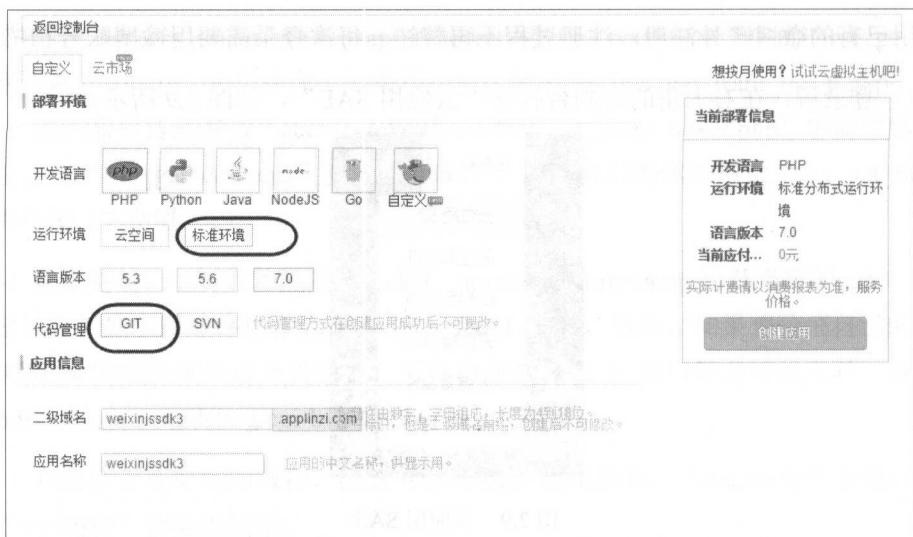 返回控制台
自定义 云市场
想按月使用？试试云虚拟主机吧!
部署环境
开发语言
php
node
PHP Python Java NodeJS Go 自定义
运行环境 云空间 标准环境
语言版本 5.3 5.6 7.0
代码管理 GIT SVN 代码管理方式在创建应用成功后不可更改。
应用信息
二级域名 weixinjssdk3 .applinzi.com
应用名称 weixinjssdk3 应用的中文名称，供显示用。
当前部署信息
开发语言 PHP
运行环境 标准分布式运行环
境
语言版本 7.0
当前应付... 0元
实际计费请以消费报表为准，服务
价格。
创建应用